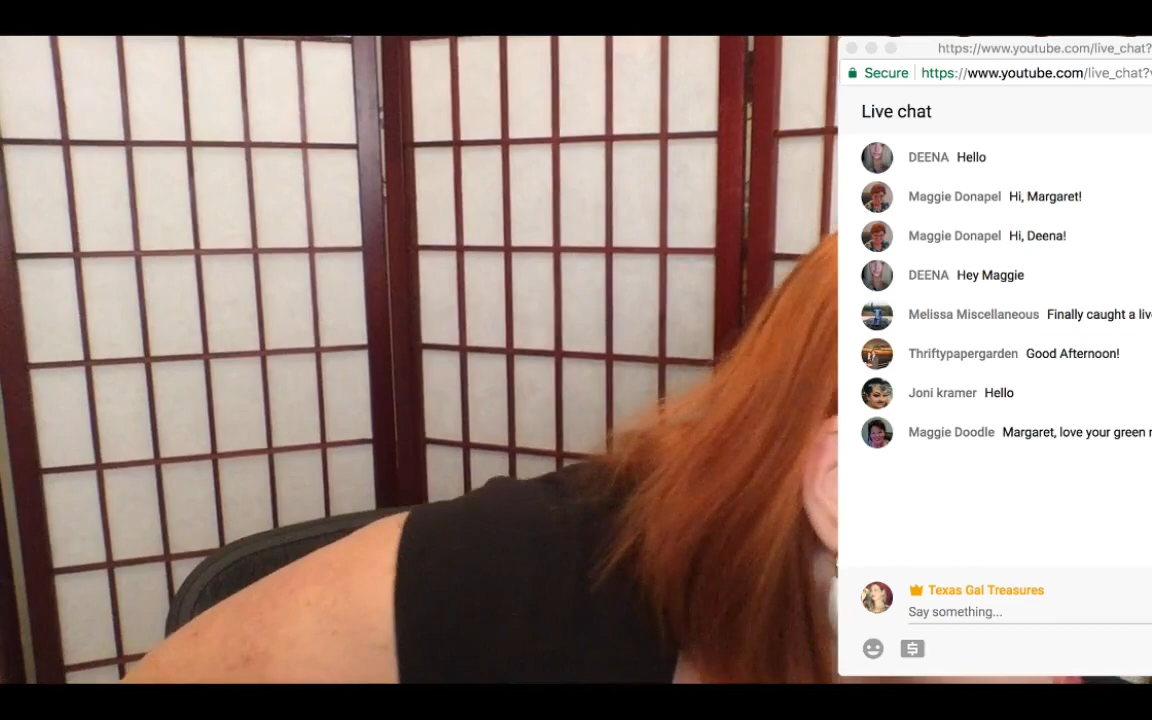 https://www.youtube.com/live_chat?
Secure https://www.youtube.com/live_chat?
Live chat
DEENA Hello
Maggie Donapel Hi, Margaret!
Maggie Donapel Hi, Deena!
DEENA Hey Maggie
Melissa Miscellaneous Finally caught a
Thriftypapergarden Good Afternoon!
Joni kramer Hello
Maggie Doodle Margaret, love your green
Texas Gal Treasures
Say something...